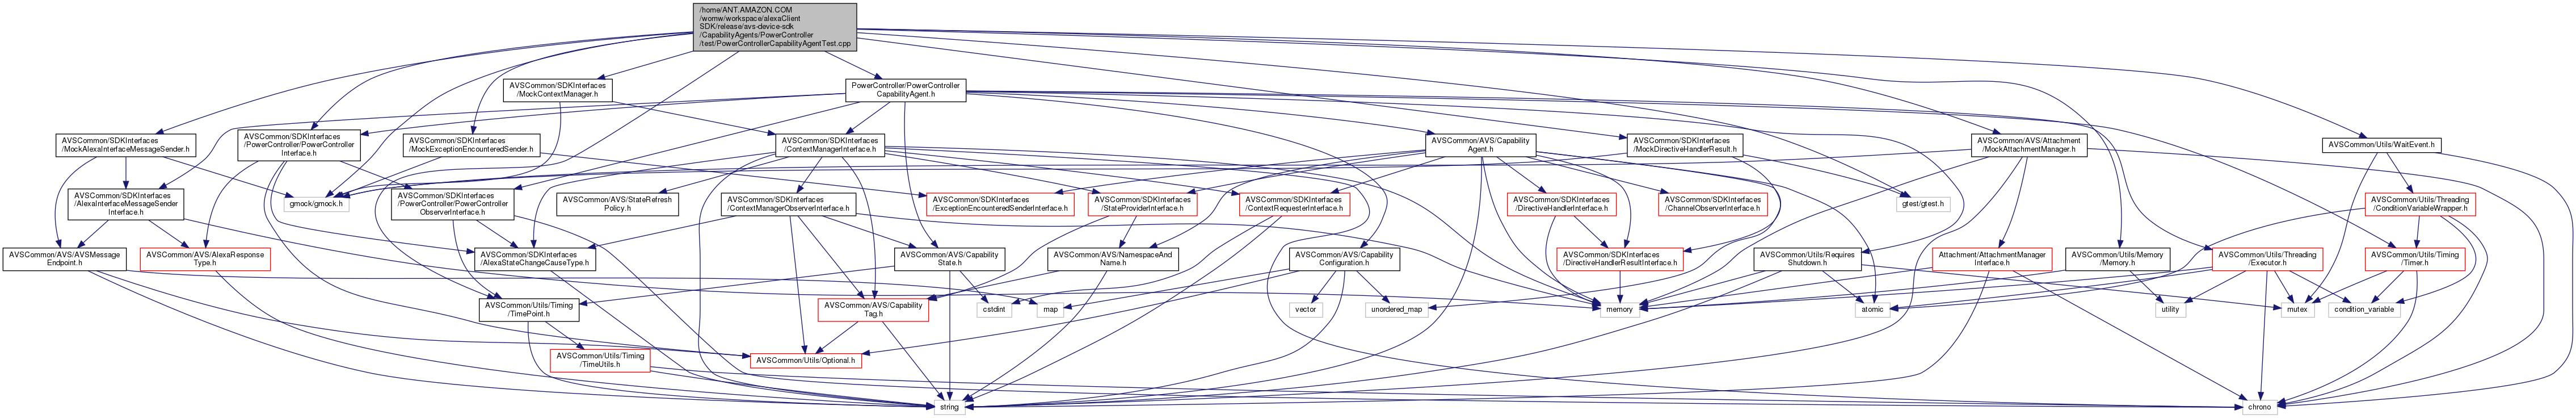 /home/ANT.AMAZON.COM
/womw/workspace/alexaClient
SDK/release/avs-device-sdk
/CapabilityAgents/PowerController
/test/PowerControllerCapabilityAgentTest.cpp
AVSCommon/SDKInterfaces
/MockContextManager.h
PowerController/PowerController
CapabilityAgent.h
AVSCommon/SDKInterfaces
/MockAlexaInterfaceMessageSender.h
AVSCommon/SDKInterfaces
/PowerController/PowerController
Interface.h
AVSCommon/SDKInterfaces
/MockExceptionEncounteredSender.h
AVSCommon/SDKInterfaces
/ContextManagerInterface.h
AVSCommon/AVS/Capability
Agent.h
AVSCommon/SDKInterfaces
/MockDirectiveHandlerResult.h
AVSCommon/AVS/Attachment
/MockAttachmentManager.h
AVSCommon/Utils/WaitEvent.h
AVSCommon/SDKInterfaces
/AlexaInterfaceMessageSender
Interface.h
gmock/gmock.h
AVSCommon/SDKInterfaces
/PowerController/PowerController
ObserverInterface.h
AVSCommon/AVS/StateRefresh
Policy.h
AVSCommon/SDKInterfaces
/ContextManagerObserverInterface.h
AVSCommon/SDKInterfaces
/ExceptionEncounteredSenderInterface.h
AVSCommon/SDKInterfaces
/StateProviderInterface.h
AVSCommon/SDKInterfaces
/ContextRequesterInterface.h
AVSCommon/SDKInterfaces
/DirectiveHandlerInterface.h
AVSCommon/SDKInterfaces
/ChannelObserverInterface.h
gtest/gtest.h
AVSCommon/Utils/Threading
/ConditionVariableWrapper.h
AVSCommon/AVS/AVSMessage
Endpoint.h
AVSCommon/AVS/AlexaResponse
Type.h
AVSCommon/SDKInterfaces
/AlexaStateChangeCauseType.h
AVSCommon/AVS/Capability
State.h
AVSCommon/AVS/NamespaceAnd
Name.h
AVSCommon/AVS/Capability
Configuration.h
AVSCommon/SDKInterfaces
/DirectiveHandlerResultInterface.h
AVSCommon/Utils/Requires
Shutdown.h
Attachment/AttachmentManager
Interface.h
AVSCommon/Utils/Memory
/Memory.h
AVSCommon/Utils/Threading
/Executor.h
AVSCommon/Utils/Timing
/Timer.h
AVSCommon/Utils/Timing
/TimePoint.h
AVSCommon/AVS/Capability
Tag.h
cstdint
map
vector
unordered_map
memory
atomic
utility
mutex
condition_variable
AVSCommon/Utils/Timing
/TimeUtils.h
AVSCommon/Utils/Optional.h
string
chrono